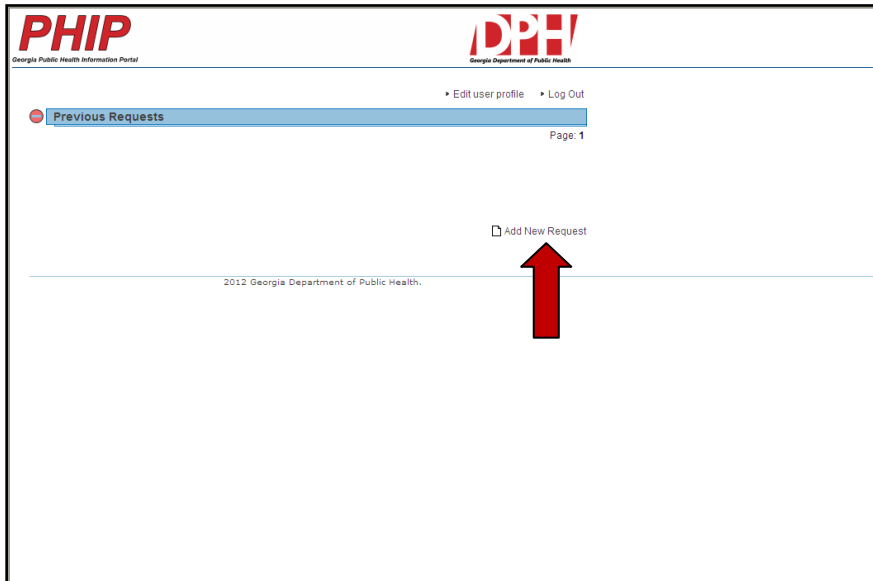 PHIP
Georgia Public Health Information Portal
DPH
Georgia Department of Public Health
Edit user profile Log Out
Previous Requests
Page: 1
Add New Request
2012 Georgia Department of Public Health.